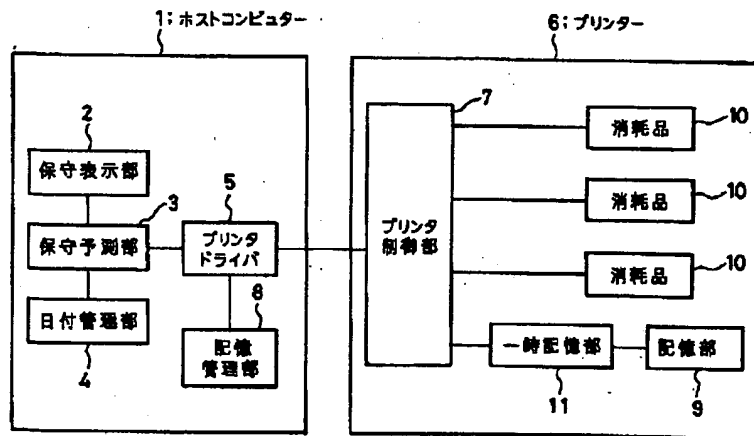 1；ホストコンピュター
6；プリンター
2
保守表示部
3
保守予測部
日付管理部
4
5
プリンタ
ドライバ
8
記憶
管理部
7
プリンタ
制御部
消耗品
10
消耗品
10
消耗品
10
一時記憶部
11
記憶部
9